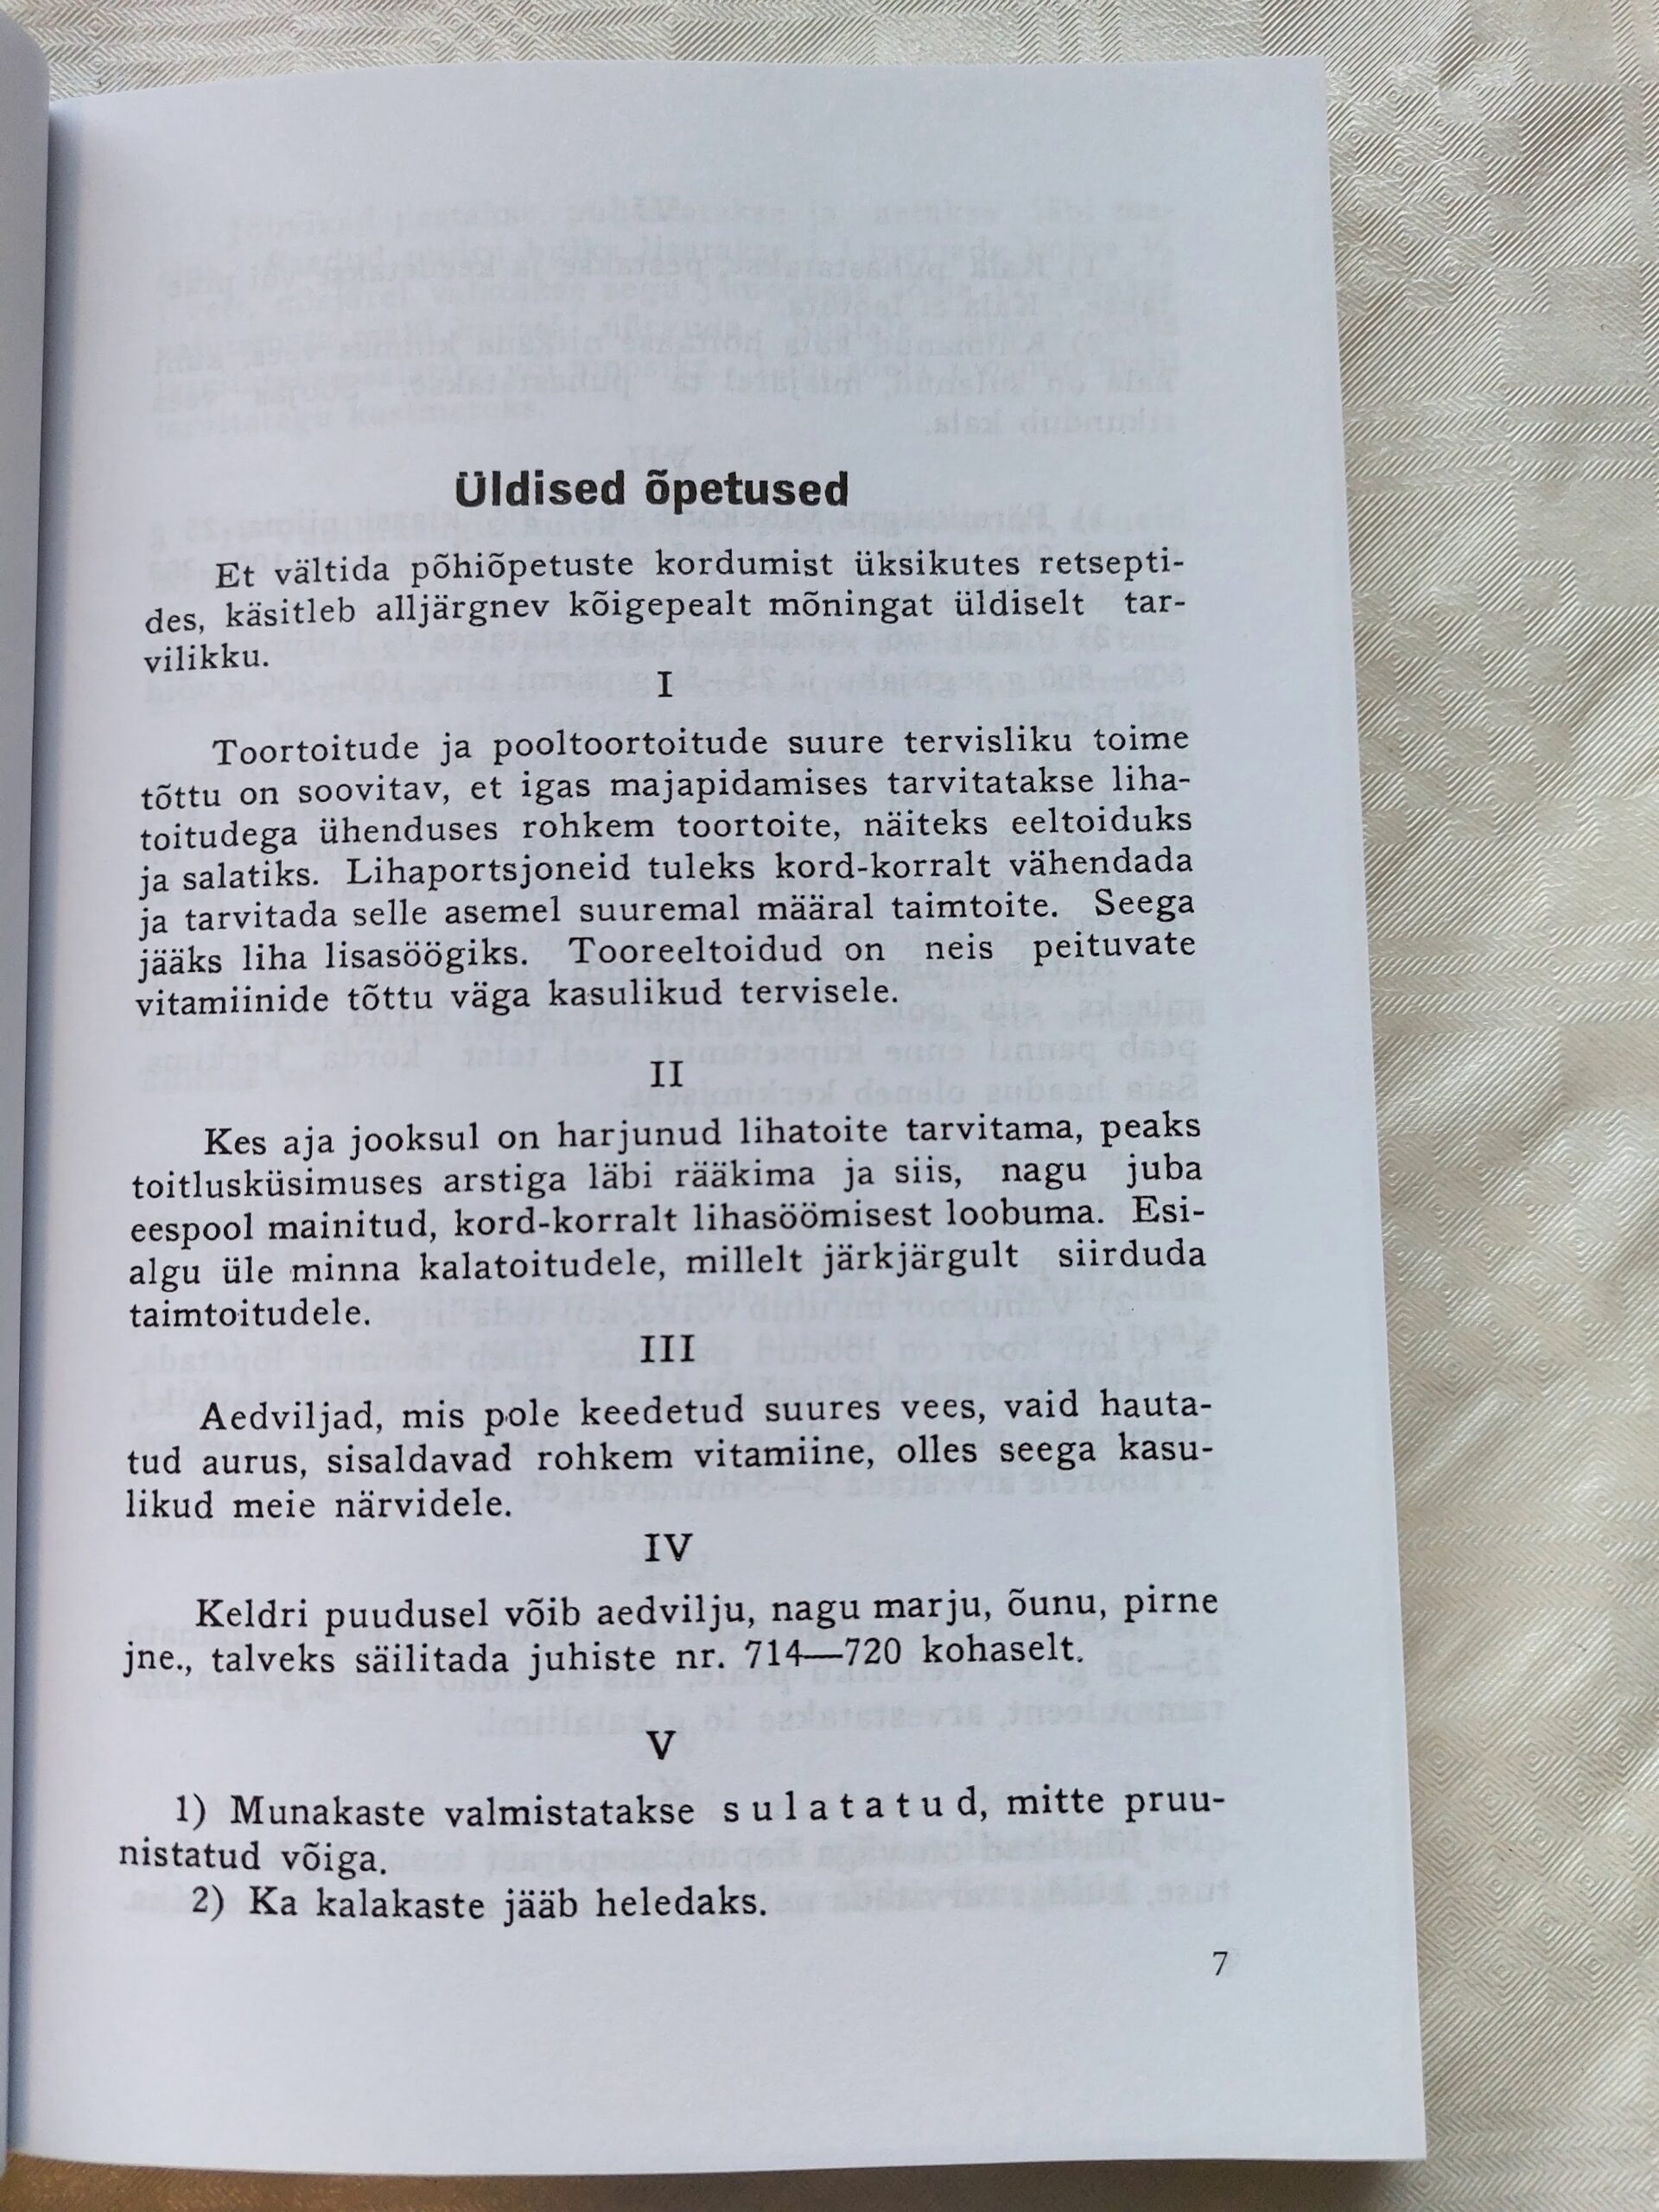 Üldised õpetused
Et vältida põhiõpetuste kordumist üksikutes retsepti-
des, käsitleb alljärgnev kõigepealt mõningat üldiselt tar-
vilikku.
I
Toortoitude ja pooltoortoitude suure tervisliku toime
tõttu on soovitav, et igas majapidamises tarvitatakse liha-
toitudega ühenduses rohkem toortoite, näiteks eeltoiduks
ja salatiks. Lihaportsjoneid tuleks kord-korralt vähendada
ja tarvitada selle asemel suuremal määral taimtoite. Seega
jääks liha lisasöögiks. Tooreeltoidud on neis peituvate
vitamiinide tõttu väga kasulikud tervisele.
II
Kes aja jooksul on harjunud lihatoite tarvitama, peaks
toitlusküsimuses arstiga läbi rääkima ja siis, nagu juba
eespool mainitud, kord-korralt lihasöömisest loobuma. Esi-
algu üle minna kalatoitudele, millelt järkjärgult siirduda
taimtoitudele.
III
Aedviljad, mis pole keedetud suures vees, vaid hauta-
tud aurus, sisaldavad rohkem vitamiine, olles seega kasu-
likud meie närvidele.
IV
Keldri puudusel võib aedvilju, nagu marju, õunu, pirne
jne., talveks säilitada juhiste nr. 714—720 kohaselt.
V
1) Munakaste valmistatakse s u l a t a t u d, mitte pruu-
nistatud võiga.
2) Ka kalakaste jääb heledaks.
7